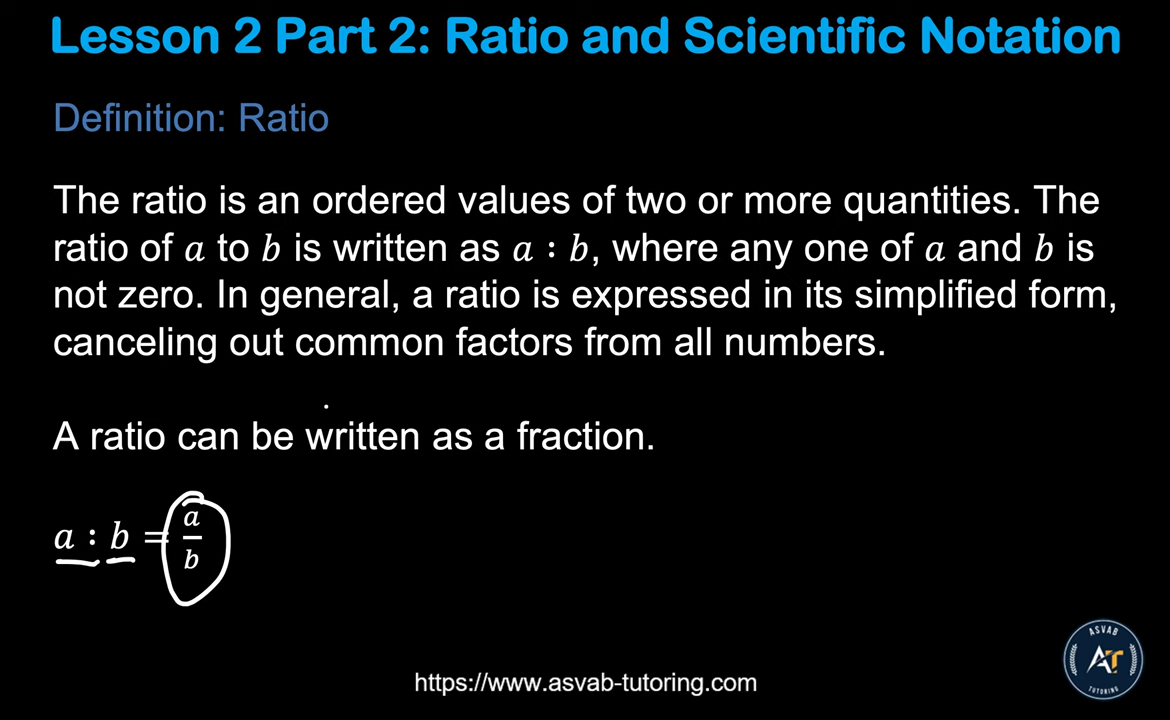 Lesson 2 Part 2: Ratio and Scientific Notation
Definition: Ratio
The ratio is an ordered values of two or more quantities. The
ratio of a to b is written as a : b, where any one of a and b is
not zero. In general, a ratio is expressed in its simplified form,
canceling out common factors from all numbers.
A ratio can be written as a fraction.
a : b = a/b
ASVAB
AT
TUTORING
https://www.asvab-tutoring.com